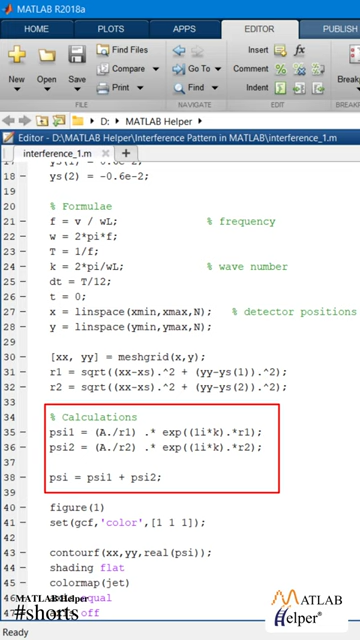 MATLAB R2018a
HOME PLOTS APPS EDITOR PUBLISH
New Open Save Find Files Compare Print Go To Find Insert Comment Indent
FILE NAVIGATE EDIT
D: MATLAB Helper
Editor - D:\MATLAB Helper\Interference Pattern in MATLAB\interference_1.m
interference_1.m
18 ys(2) = -0.6e-2;
19
20 % Formulae
21 f = v / wL; % frequency
22 w = 2*pi*f;
23 T = 1/f;
24 k = 2*pi/wL; % wave number
25 dt = T/12;
26 t = 0;
27 x = linspace(xmin,xmax,N); % detector positions
28 y = linspace(ymin,ymax,N);
29
30 [xx, yy] = meshgrid(x,y);
31 r1 = sqrt((xx-xs).^2 + (yy-ys(1)).^2);
32 r2 = sqrt((xx-xs).^2 + (yy-ys(2)).^2);
33
34 % Calculations
35 psi1 = (A./r1) .* exp((1i*k).*r1);
36 psi2 = (A./r2) .* exp((1i*k).*r2);
37
38 psi = psi1 + psi2;
40 figure(1)
41 set(gcf,'color',[1 1 1]);
42
43 contourf(xx,yy,real(psi));
44 shading flat
45 colormap(jet)
MATLAB Helper
#shorts
MATLAB Helper
Ready